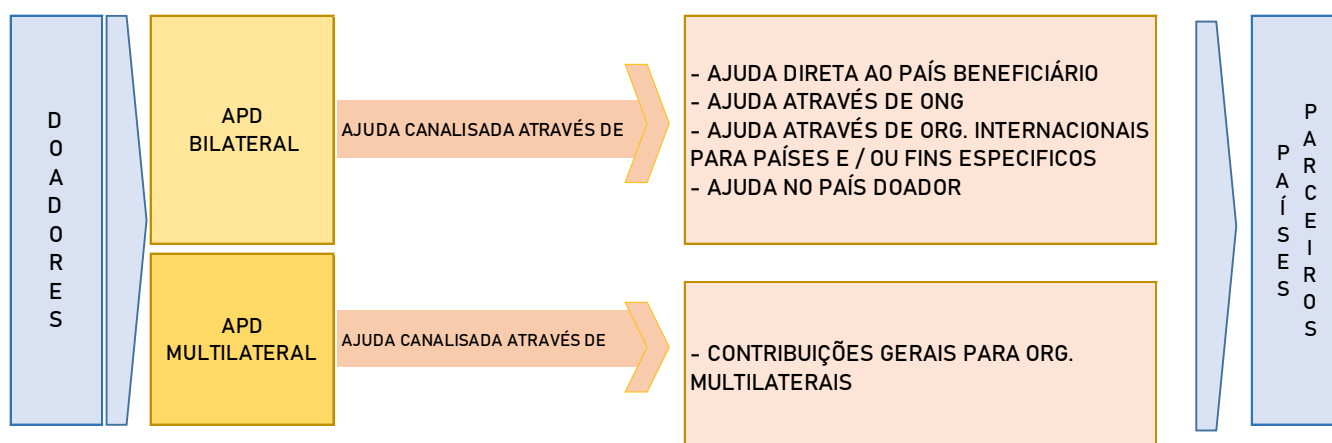 DOADORES
APD
BILATERAL
AJUDA CANALISADA ATRAVÉS DE
- AJUDA DIRETA AO PAÍS BENEFICIÁRIO
- AJUDA ATRAVÉS DE ONG
- AJUDA ATRAVÉS DE ORG. INTERNACIONAIS
PARA PAÍSES E / OU FINS ESPECIFICOS
- AJUDA NO PAÍS DOADOR
APD
MULTILATERAL
AJUDA CANALISADA ATRAVÉS DE
- CONTRIBUIÇÕES GERAIS PARA ORG.
MULTILATERAIS
PAÍSES
PARCEIROS